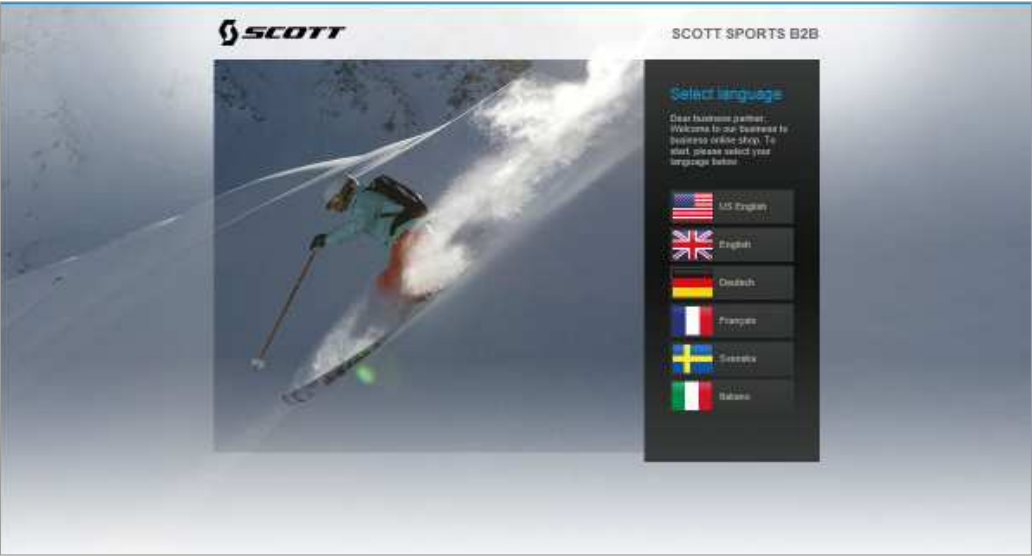 SCOTT
SCOTT SPORTS B2B
Select language
Dear business partner,
Welcome to our business to
business online shop. To
start, please select your
language below
US English
English
Deutsch
Français
Svenska
Italiano